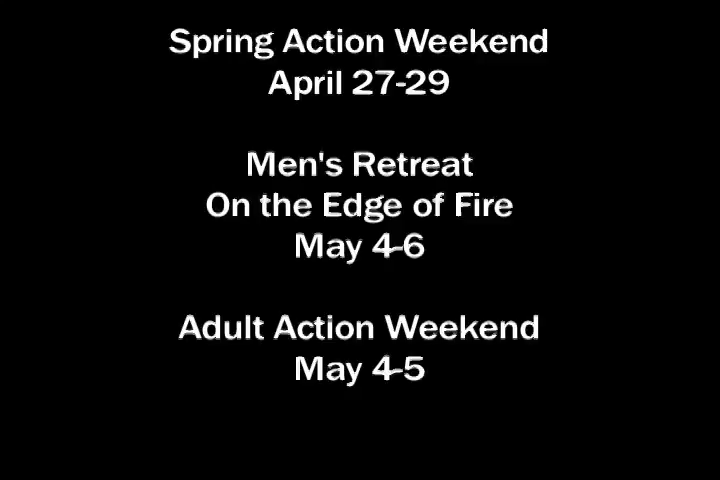 Spring Action Weekend
April 27-29
Men's Retreat
On the Edge of Fire
May 4-6
Adult Action Weekend
May 4-5